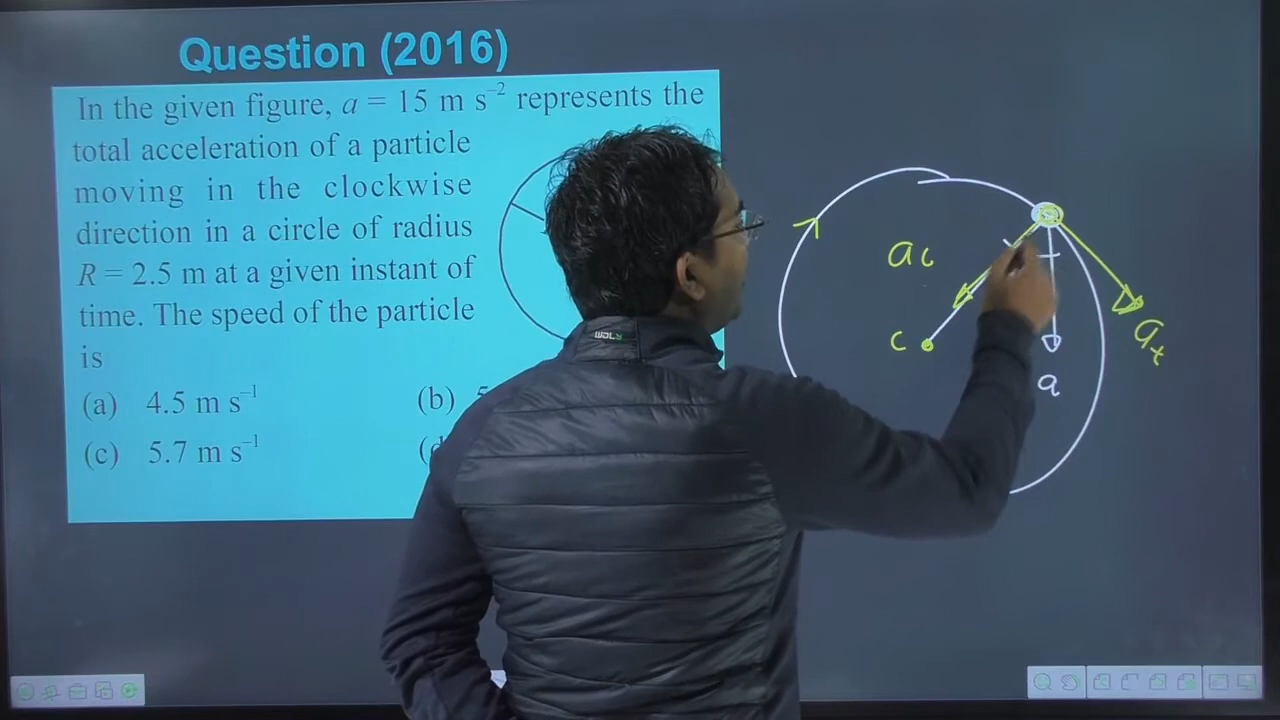 Question (2016)
In the given figure, a = 15 m s⁻² represents the
total acceleration of a particle
moving in the clockwise
direction in a circle of radius
R = 2.5 m at a given instant of
time. The speed of the particle
is
(a) 4.5 m s⁻¹ (b)
(c) 5.7 m s⁻¹
ac
c
a
at